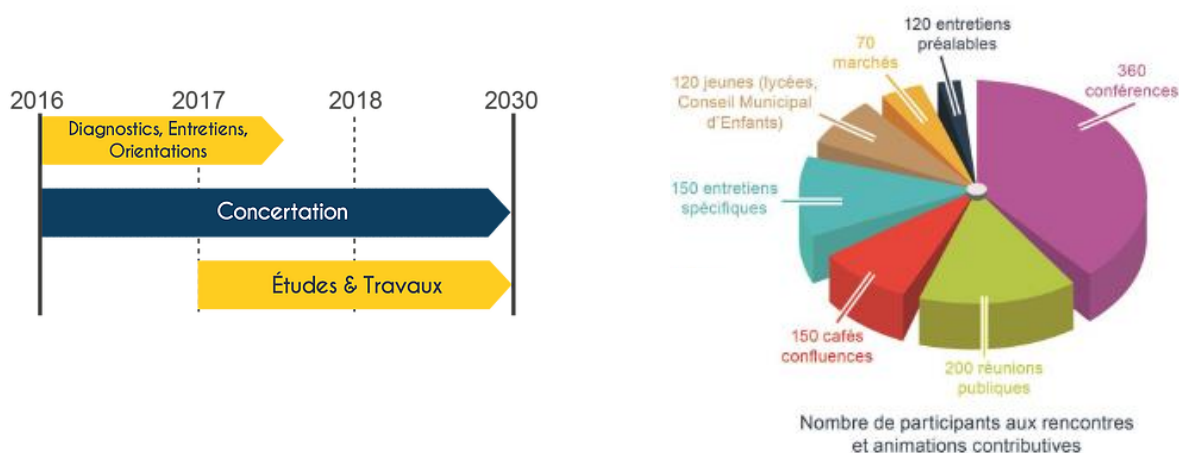 2016
2017
2018
2030
Diagnostics, Entretiens,
Orientations
Concertation
Études & Travaux
120 entretiens
préalables
70
marchés
360
conférences
120 jeunes (lycées,
Conseil Municipal
d'Enfants)
150 entretiens
spécifiques
150 cafés
confluences
200 réunions
publiques
Nombre de participants aux rencontres
et animations contributives